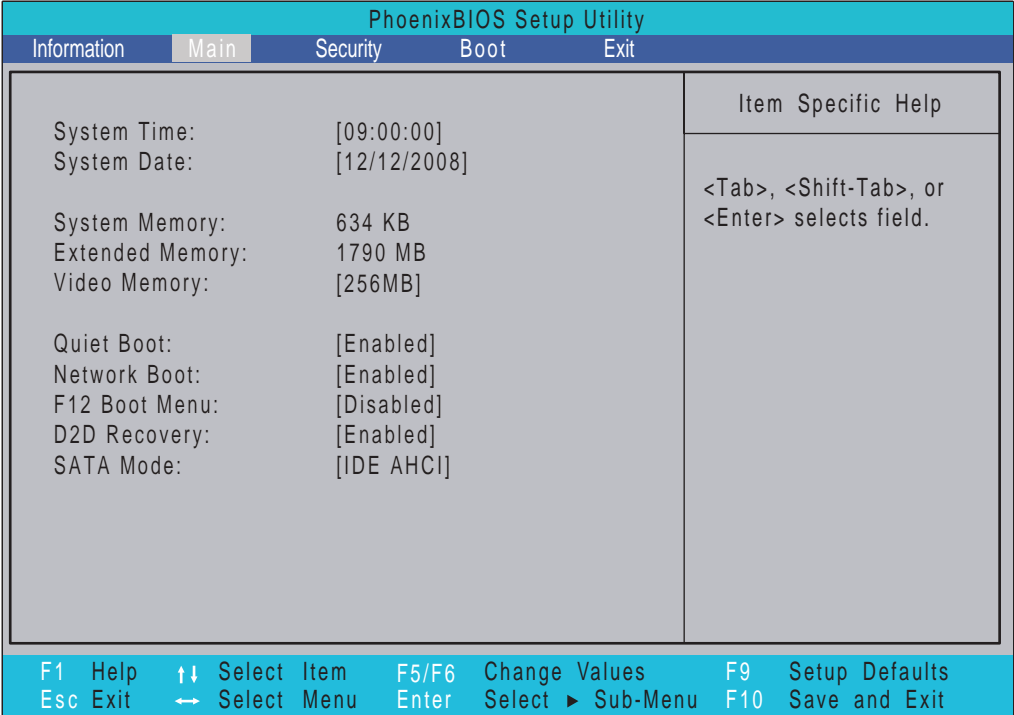 PhoenixBIOS Setup Utility
Information Main Security Boot Exit
Item Specific Help
System Time: [09:00:00]
System Date: [12/12/2008]
<Tab>, <Shift-Tab>, or
<Enter> selects field.
System Memory: 634 KB
Extended Memory: 1790 MB
Video Memory: [256MB]
Quiet Boot: [Enabled]
Network Boot: [Enabled]
F12 Boot Menu: [Disabled]
D2D Recovery: [Enabled]
SATA Mode: [IDE AHCI]
F1 Help ↑↓ Select Item F5/F6 Change Values F9 Setup Defaults
Esc Exit ↔ Select Menu Enter Select ► Sub-Menu F10 Save and Exit